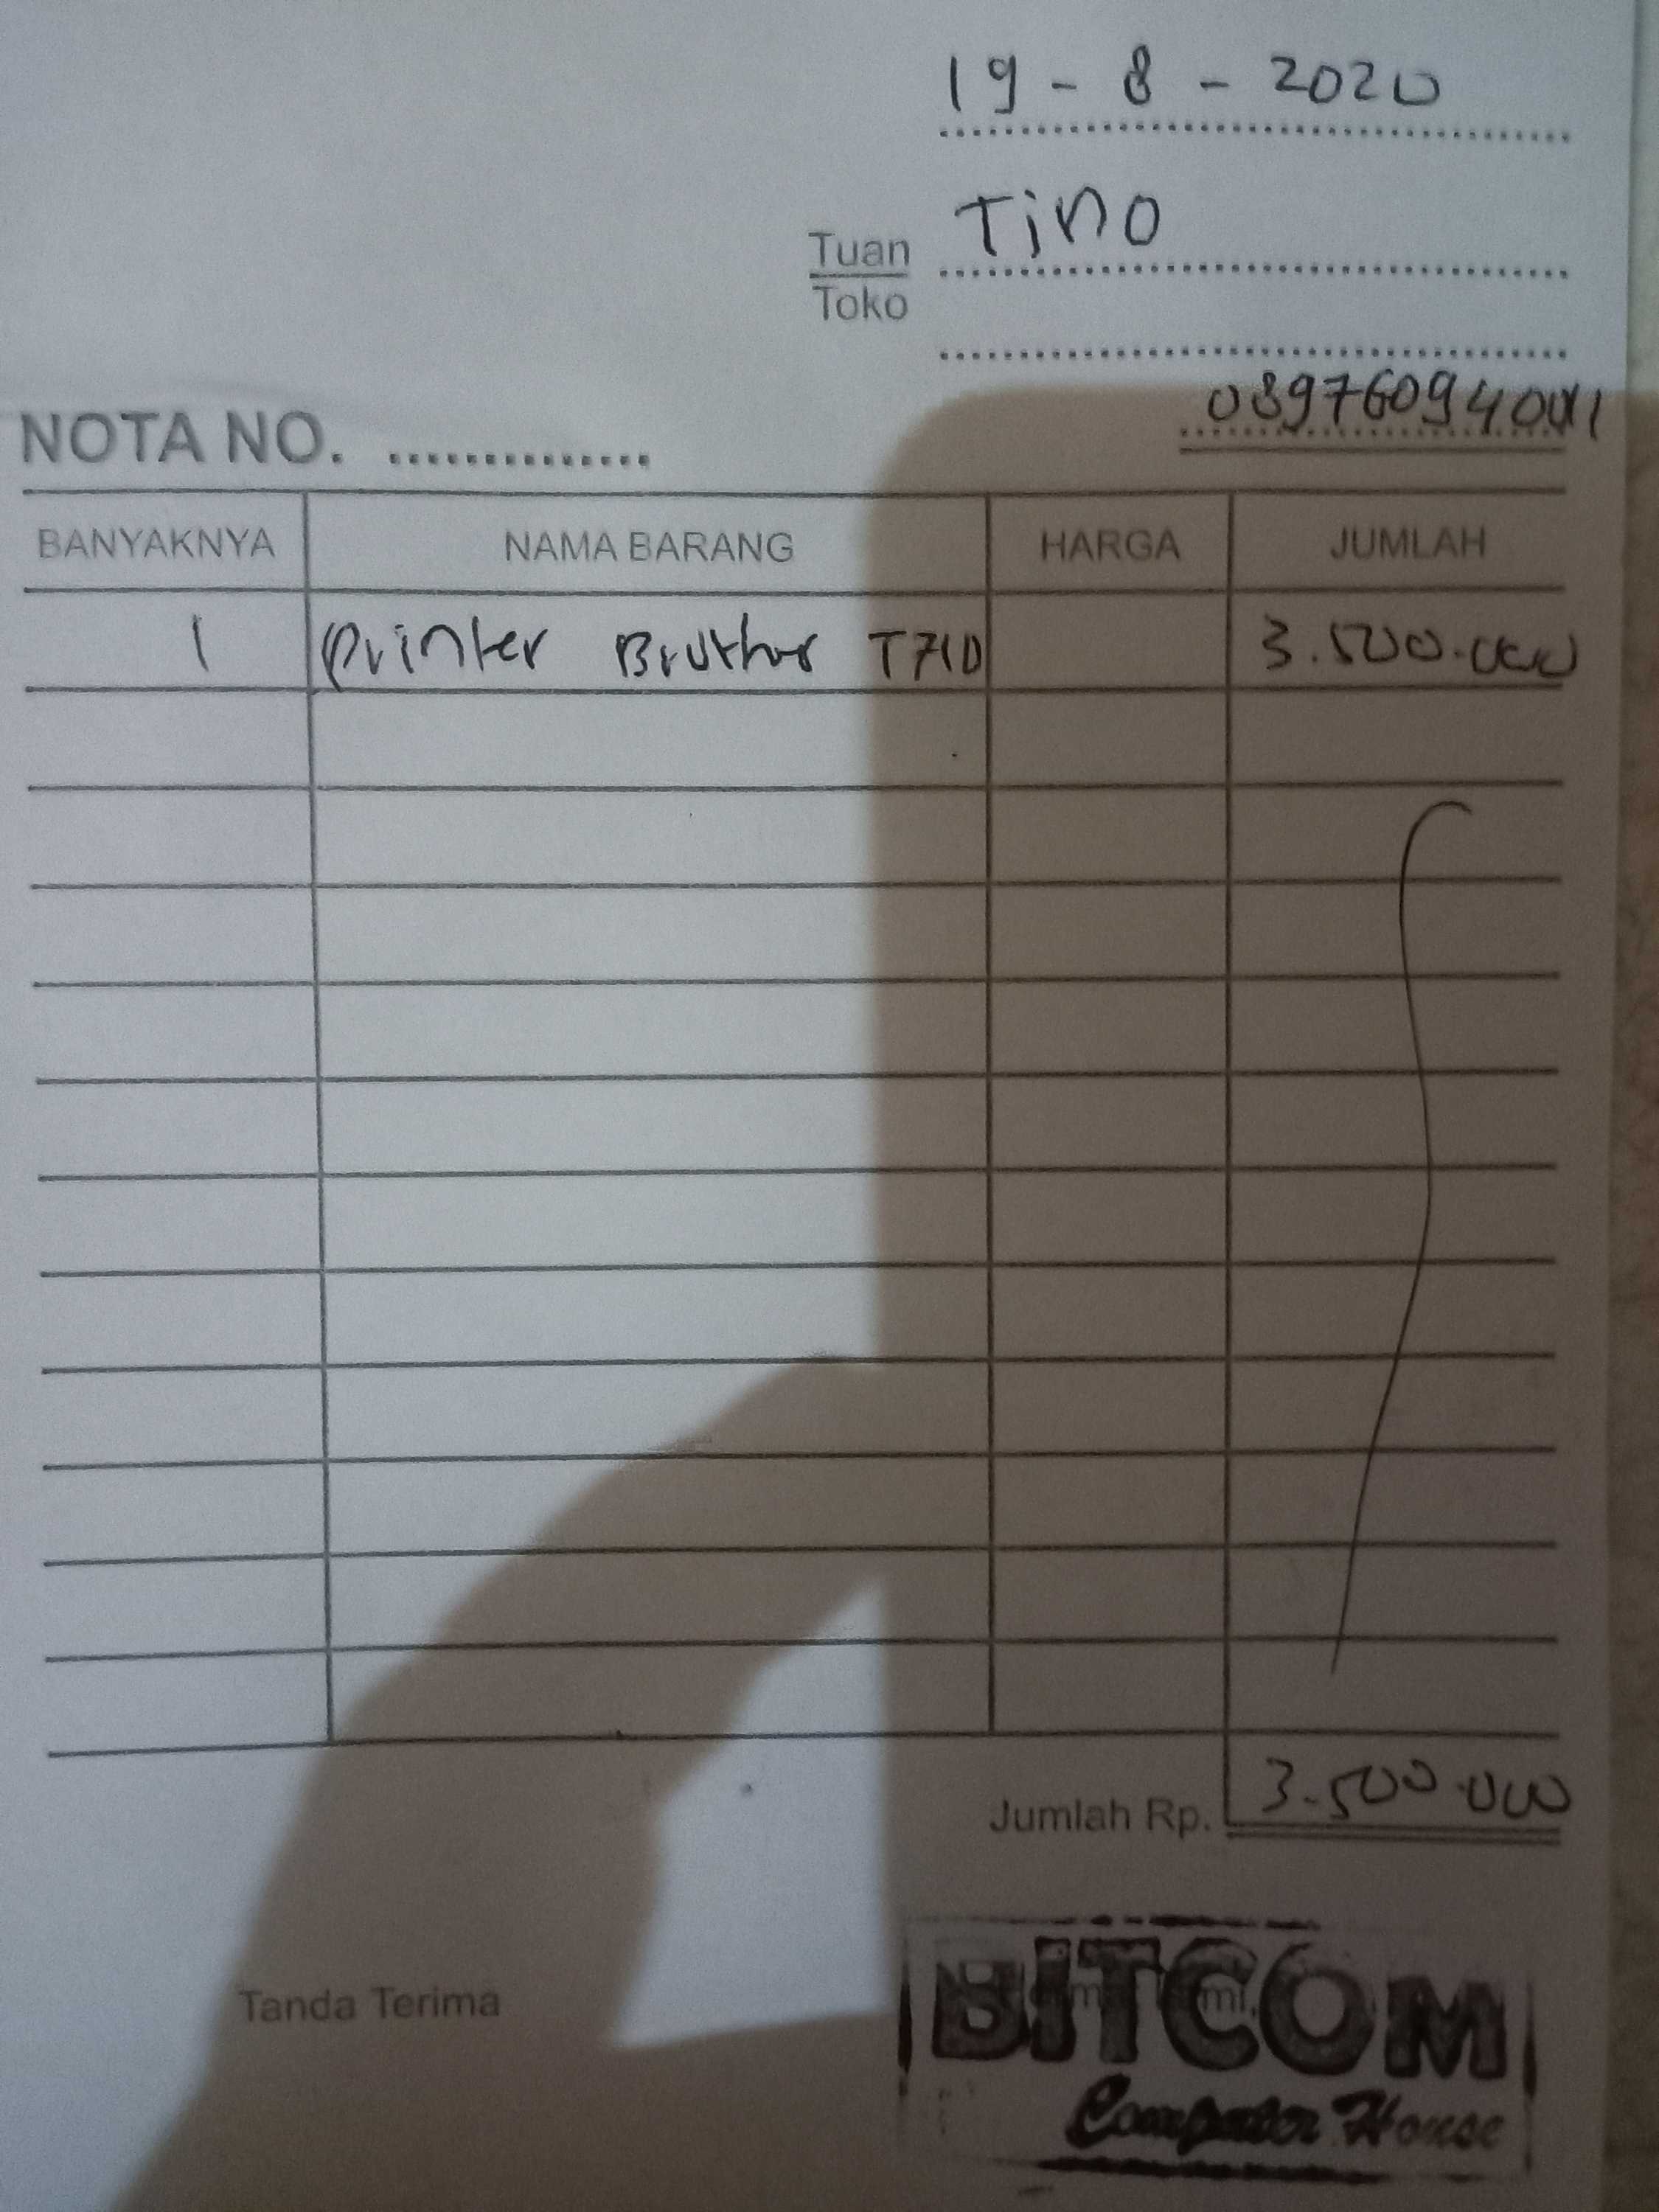 19 - 8 - 2020
Tuan Tino
Toko
NOTA NO. ..............
BANYAKNYA NAMA BARANG HARGA JUMLAH
1 Printer Brother T710 3.500.000
Jumlah Rp. 3.500.000
Tanda Terima
BITCOM
Computer House